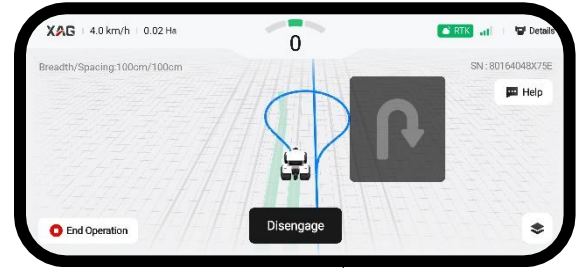 XAG 4.0 km/h 0.02 Ha
0
RTK Details
Breadth/Spacing:100cm/100cm
SN : 80164048X75E
Help
End Operation
Disengage